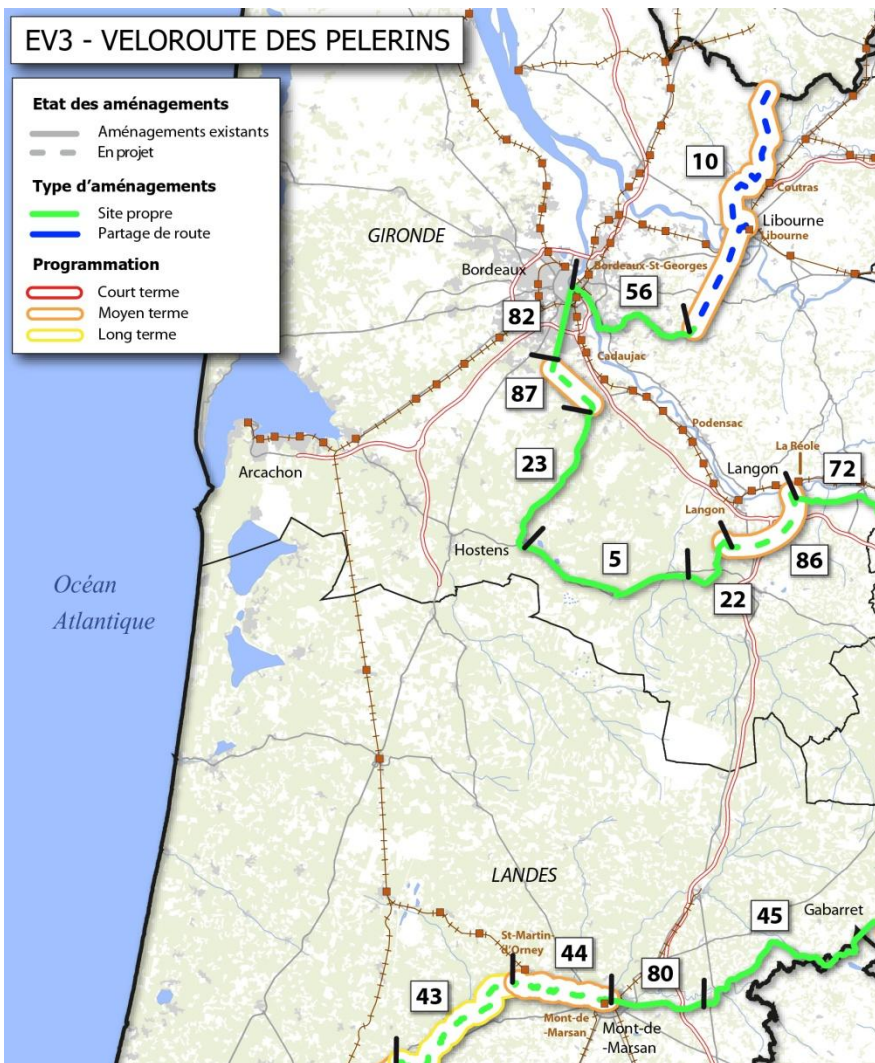 EV3 - VELOROUTE DES PELERINS
Etat des aménagements
Aménagements existants
En projet
Type d'aménagements
Site propre
Partage de route
Programmation
Court terme
Moyen terme
Long terme
10
Coutras
GIRONDE
Libourne
Libourne
Bordeaux
Bordeaux-St-Georges
56
82
Cadaujac
87
Podensac
La Réole
23
Langon
72
Arcachon
Langon
Hostens
5
86
22
Océan
Atlantique
LANDES
45
Gabarret
St-Martin
d'Orney
44
80
43
Mont-de
-Marsan
Mont-de
-Marsan